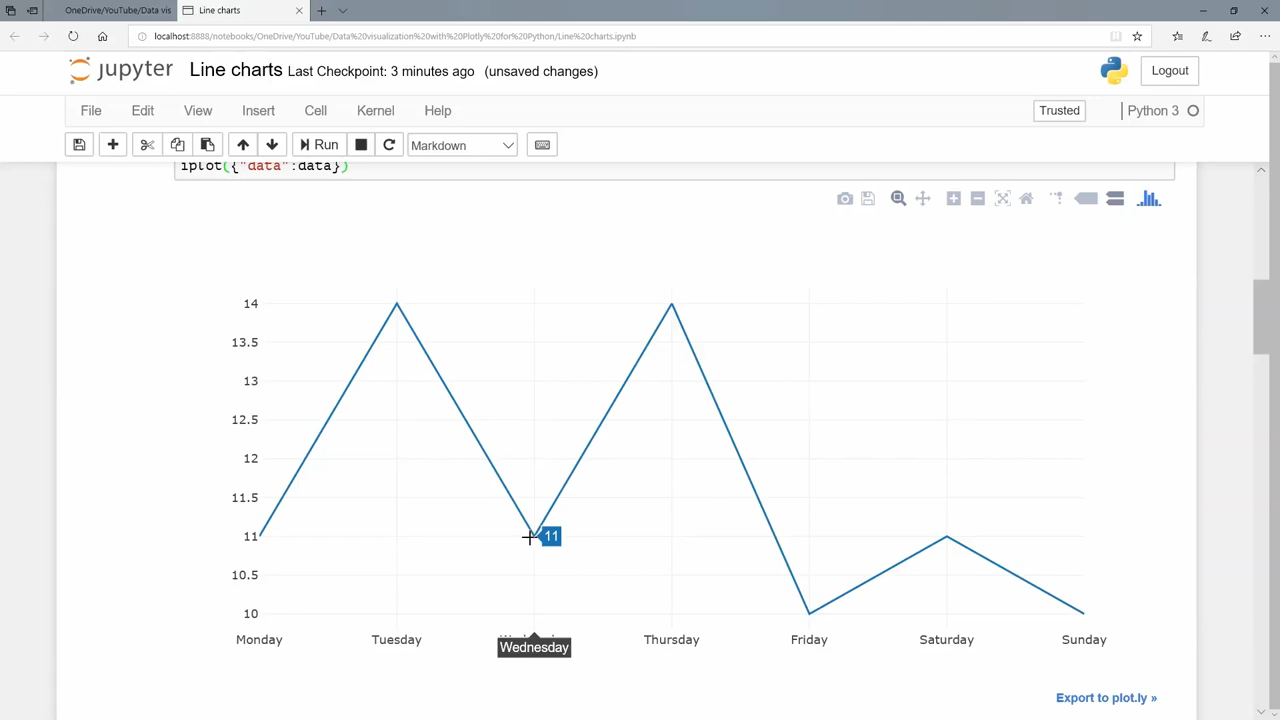 OneDrive/YouTube/Data vis
Line charts
localhost:8888/notebooks/OneDrive/YouTube/Data%20visualization%20with%20Plotly%20for%20Python/Line%20charts.ipynb
jupyter Line charts Last Checkpoint: 3 minutes ago (unsaved changes)
Logout
File Edit View Insert Cell Kernel Help
Trusted
Python 3
Run
Markdown
iplot({"data":data})
14
13.5
13
12.5
12
11.5
11
11
10.5
10
Monday Tuesday Thursday Friday Saturday Sunday
Wednesday
Export to plot.ly »